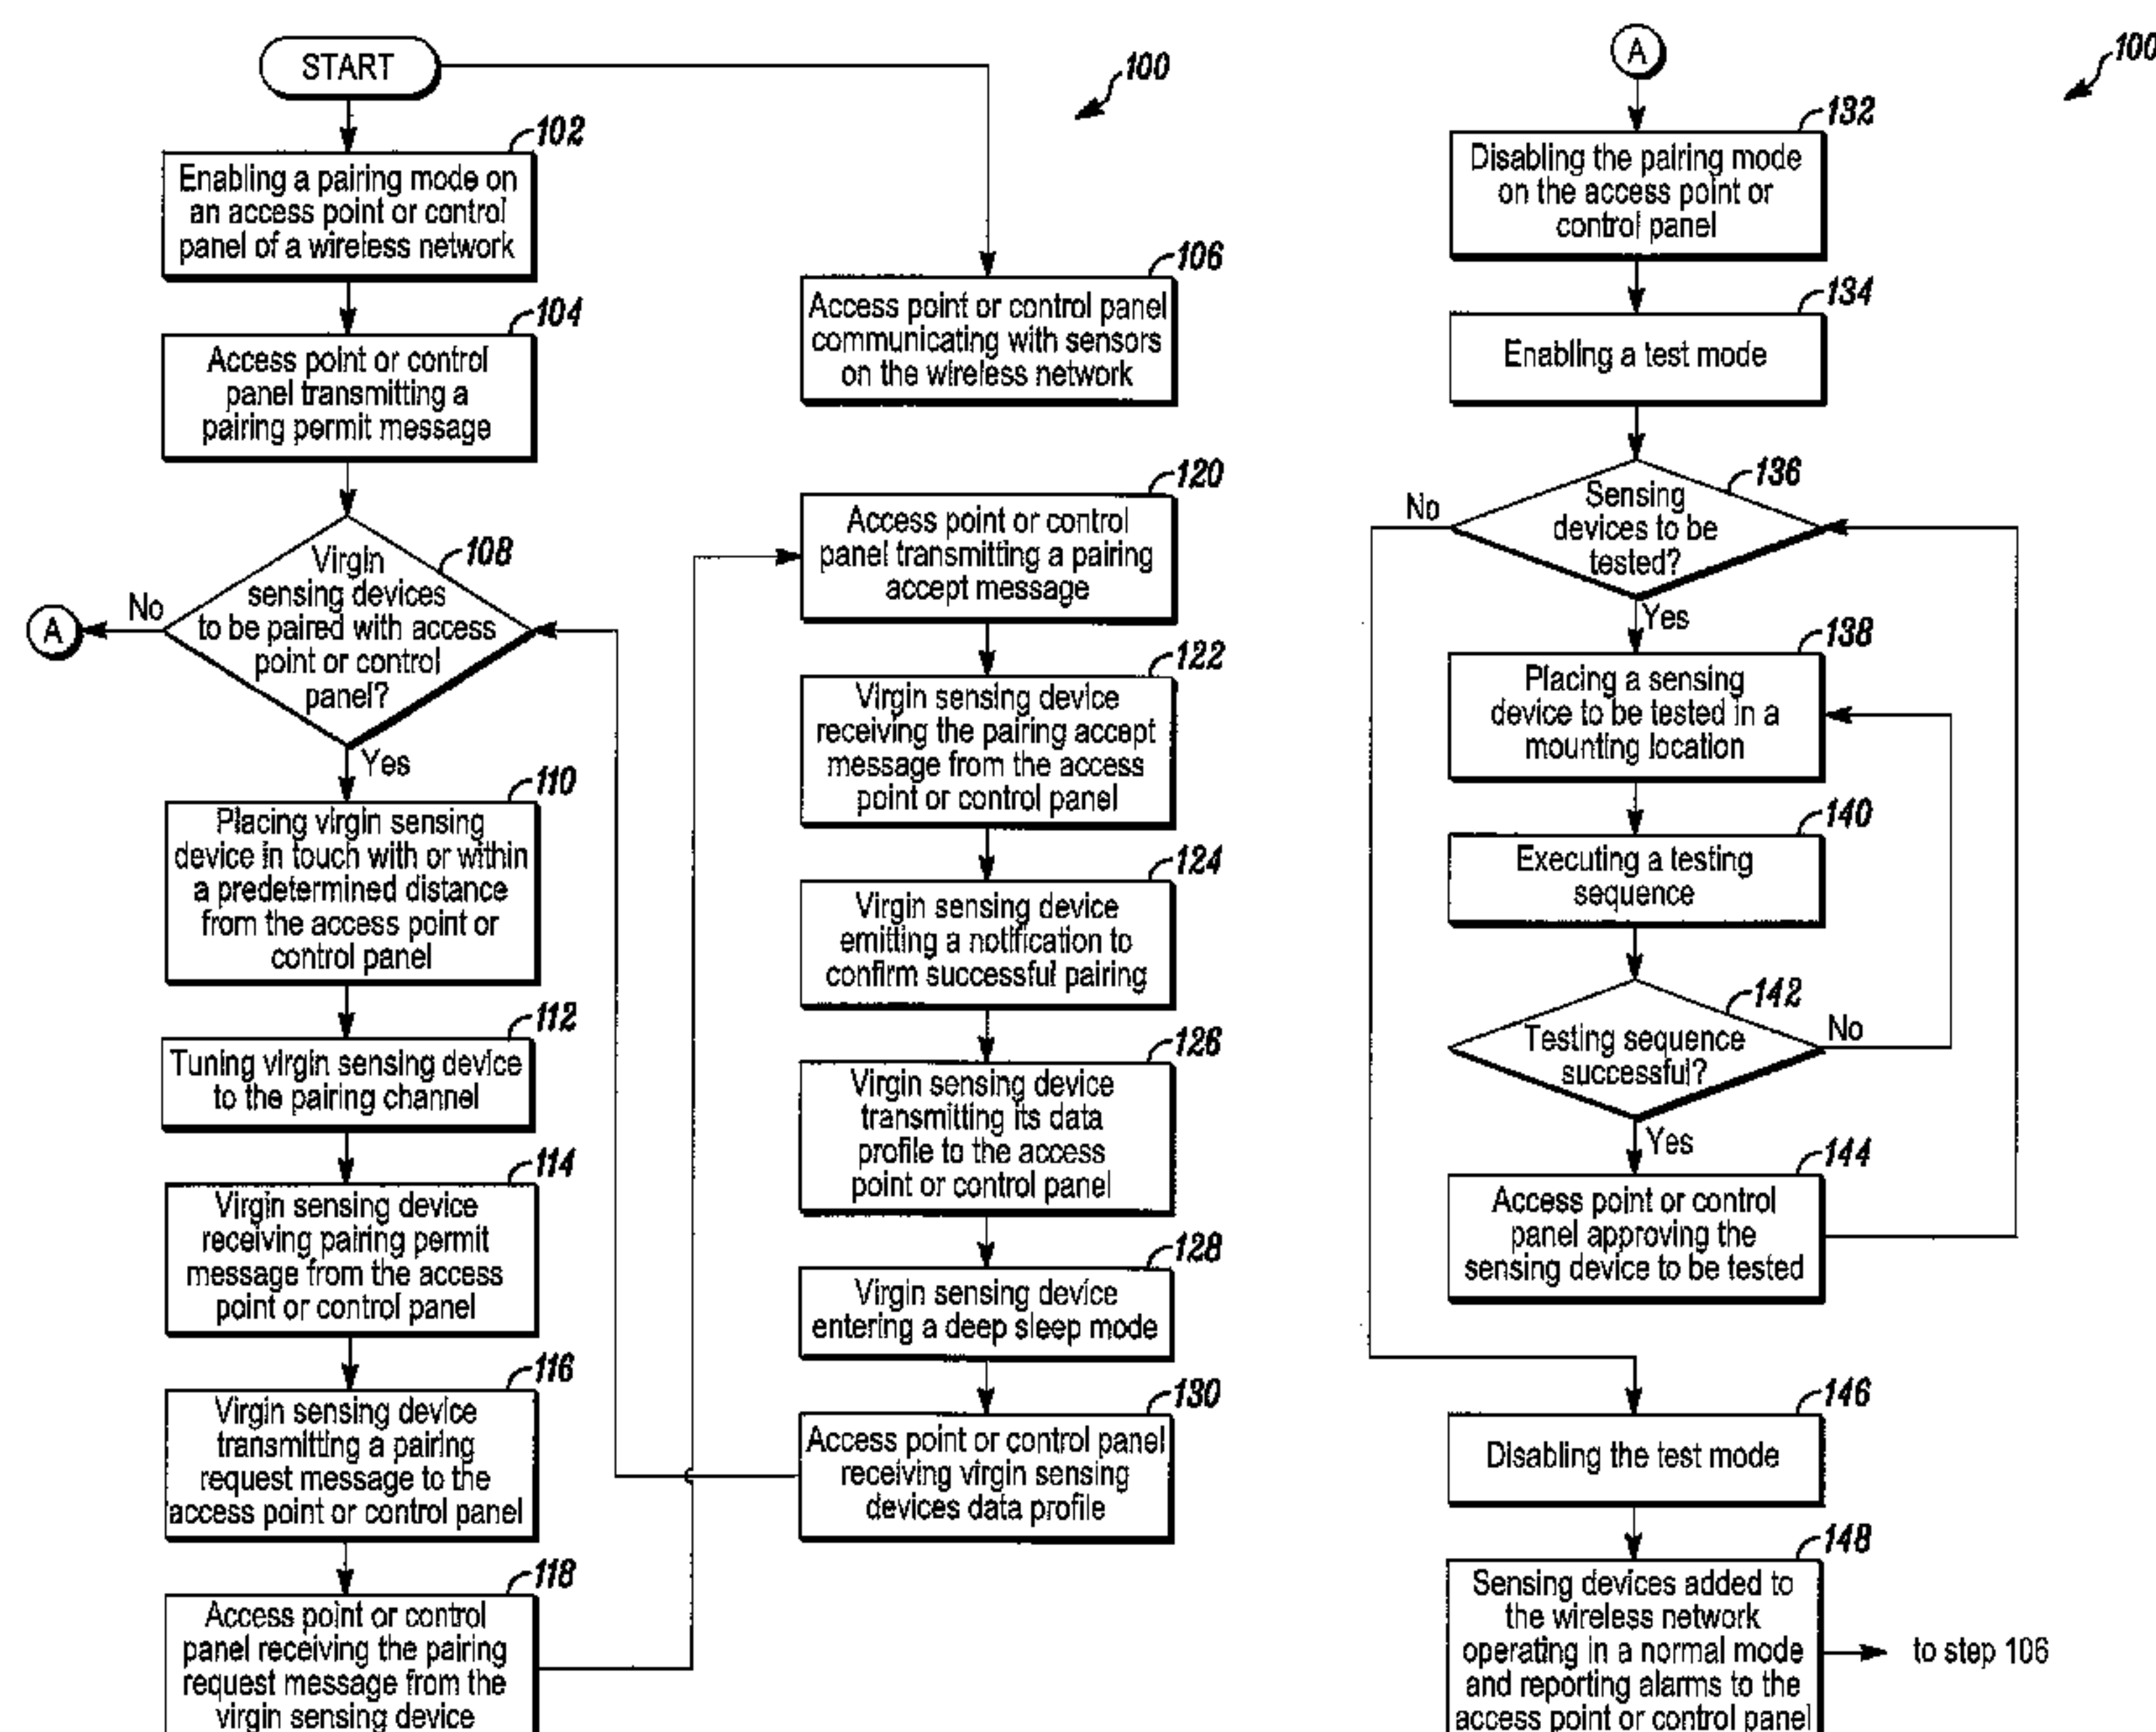 START
100
102
Enabling a pairing mode on
an access point or control
panel of a wireless network
104
Access point or control
panel transmitting a
pairing permit message
106
Access point or control panel
communicating with sensors
on the wireless network
108
Virgin
sensing devices
to be paired with access
point or control
panel?
No
A
Yes
110
Placing virgin sensing
device in touch with or within
a predetermined distance
from the access point or
control panel
112
Tuning virgin sensing device
to the pairing channel
114
Virgin sensing device
receiving pairing permit
message from the access
point or control panel
116
Virgin sensing device
transmitting a pairing
request message to the
access point or control panel
118
Access point or control
panel receiving the pairing
request message from the
virgin sensing device
120
Access point or control
panel transmitting a pairing
accept message
122
Virgin sensing device
receiving the pairing accept
message from the access
point or control panel
124
Virgin sensing device
emitting a notification to
confirm successful pairing
126
Virgin sensing device
transmitting its data
profile to the access
point or control panel
128
Virgin sensing device
entering a deep sleep mode
130
Access point or control panel
receiving virgin sensing
devices data profile
A
100
132
Disabling the pairing mode
on the access point or
control panel
134
Enabling a test mode
136
Sensing
devices to be
tested?
No
Yes
138
Placing a sensing
device to be tested in a
mounting location
140
Executing a testing
sequence
142
Testing sequence
successful?
No
Yes
144
Access point or control
panel approving the
sensing device to be tested
146
Disabling the test mode
148
Sensing devices added to
the wireless network
operating in a normal mode
and reporting alarms to the
access point or control panel
to step 106